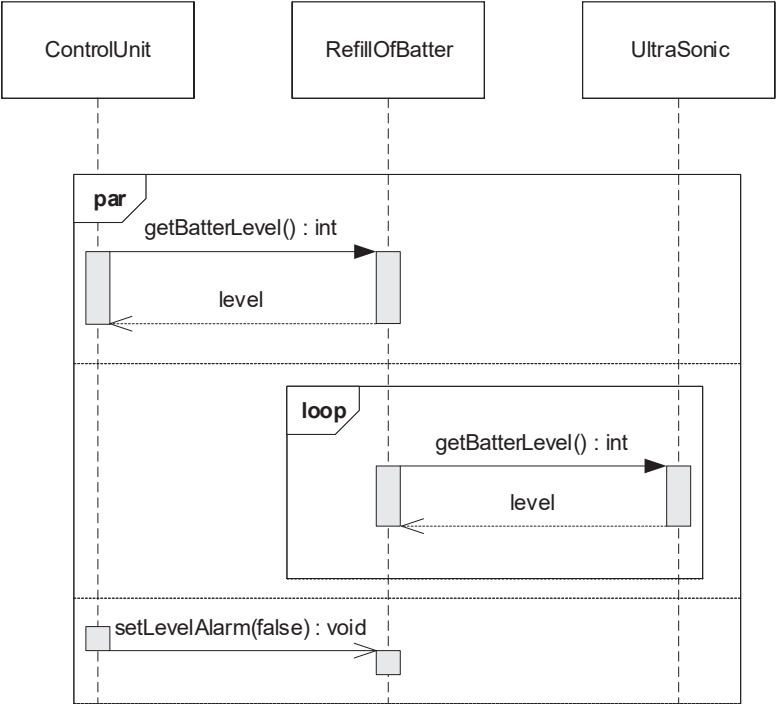 ControlUnit
RefillOfBatter
UltraSonic
par
getBatterLevel() : int
level
loop
getBatterLevel() : int
level
setLevelAlarm(false) : void